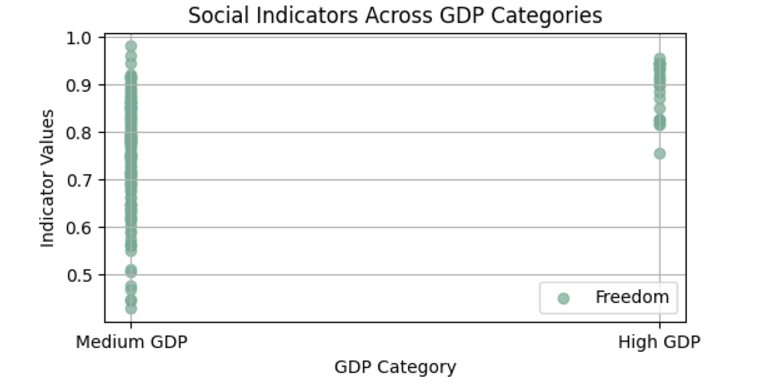 Social Indicators Across GDP Categories
1.0
0.9
0.8
0.7
0.6
0.5
Indicator Values
Freedom
Medium GDP High GDP
GDP Category